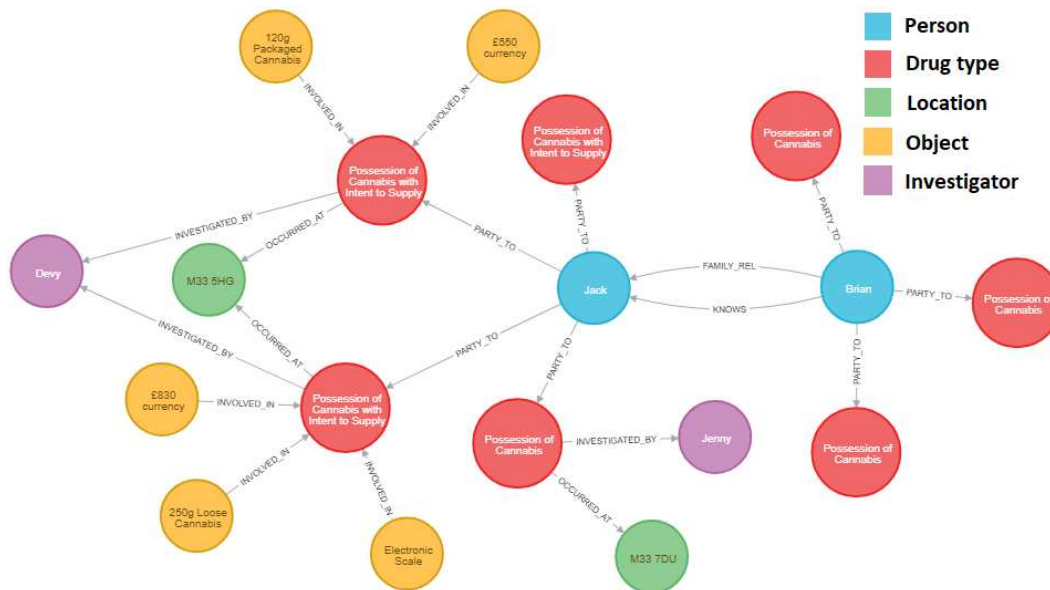 120g
Packaged
Cannabis
£550
currency
Person
Drug type
Location
Object
Investigator
INVOLVED_IN
INVOLVED_IN
Possession of
Cannabis with
Intent to Supply
Possession of
Cannabis with
Intent to Supply
Possession of
Cannabis
INVESTIGATED_BY
OCCURRED_AT
PARTY_TO
PARTY_TO
PARTY_TO
Devy
M33 5HG
Jack
FAMILY_REL
KNOWS
Brian
PARTY_TO
Possession of
Cannabis
INVESTIGATED_BY
OCCURRED_AT
PARTY_TO
PARTY_TO
PARTY_TO
£830
currency
INVOLVED_IN
Possession of
Cannabis with
Intent to Supply
Possession of
Cannabis
INVESTIGATED_BY
Jenny
Possession of
Cannabis
INVOLVED_IN
INVOLVED_IN
OCCURRED_AT
250g Loose
Cannabis
Electronic
Scale
M33 7DU